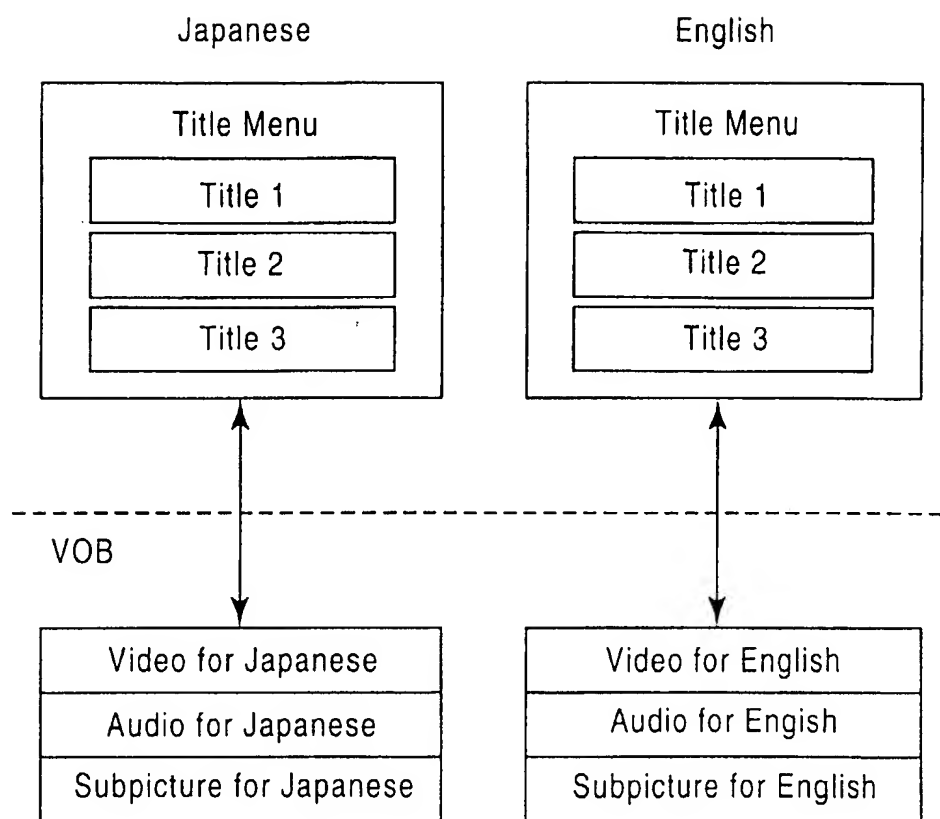 Japanese
Title Menu
Title 1
Title 2
Title 3
English
Title Menu
Title 1
Title 2
Title 3
VOB
Video for Japanese
Audio for Japanese
Subpicture for Japanese
Video for English
Audio for Engish
Subpicture for English